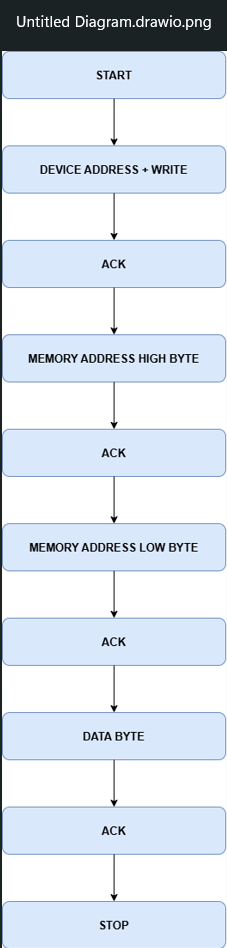 Untitled Diagram.drawio.png
START
DEVICE ADDRESS + WRITE
ACK
MEMORY ADDRESS HIGH BYTE
ACK
MEMORY ADDRESS LOW BYTE
ACK
DATA BYTE
ACK
STOP